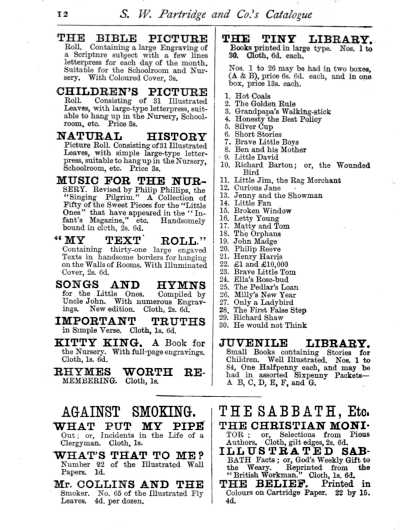 12 S. W. Partridge and Co.'s Catalogue
THE BIBLE PICTURE
Roll. Containing a large Engraving of
a Scripture subject with a few lines
letterpress for each day of the month.
Suitable for the Schoolroom and Nur-
sery, With Coloured Cover, 3s.
CHILDREN'S PICTURE
Roll. Consisting of 31 Illustrated
Leaves, with large-type letterpress, suit-
able to hang up in the Nursery, School-
room, etc. Price 3s.
NATURAL HISTORY
Picture Roll. Consisting of 31 Illustrated
Leaves, with simple large-type letter-
press, suitable to hang up in the Nursery,
Schoolroom, etc. Price 3s.
MUSIC FOR THE NUR-
SERY. Revised by Philip Phillips, the
"Singing Pilgrim." A Collection of
Fifty of the Sweet Pieces for the "Little
Ones" that have appeared in the "In-
fant's Magazine," etc. Handsomely
bound in cloth, 2s. 6d.
"MY TEXT ROLL."
Containing thirty-one large engaved
Texts in handsome borders for hanging
on the Walls of Rooms. With Illuminated
Cover, 2s. 6d.
SONGS AND HYMNS
for the Little Ones. Compiled by
Uncle John. With numerous Engrav-
ings. New edition. Cloth, 2s. 6d.
IMPORTANT TRUTHS
in Simple Verse. Cloth, 1s. 6d.
KITTY KING. A Book for
the Nursery. With full-page engravings.
Cloth, 1s. 6d.
RHYMES WORTH RE-
MEMBERING. Cloth, 1s.
THE TINY LIBRARY.
Books printed in large type. Nos. 1 to
30. Cloth, 6d. each.
Nos. 1 to 26 may be had in two boxes,
(A & B), price 6s. 6d. each, and in one
box, price 13s. each.
1. Hot Coals
2. The Golden Rule
3. Grandpapa's Walking-stick
4. Honesty the Best Policy
5. Silver Cup
6. Short Stories
7. Brave Little Boys
8. Ben and his Mother
9. Little David
10. Richard Barton; or, the Wounded
Bird
11. Little Jim, the Rag Merchant
12. Curious Jane
13. Jenny and the Showman
14. Little Fan
15. Broken Window
16. Letty Young
17. Matty and Tom
18. The Orphans
19. John Madge
20. Philip Reeve
21. Henry Harris
22. £1 and £10,000
23. Brave Little Tom
24. Ella's Rose-bud
25. The Pedlar's Loan
26. Milly's New Year
27. Only a Ladybird
28. The First False Step
29. Richard Shaw
30. He would not Think
JUVENILE LIBRARY.
Small Books containing Stories for
Children. Well Illustrated. Nos. 1 to
84, One Halfpenny each, and may be
had in assorted Sixpenny Packets—
A B, C, D, E, F, and G.
AGAINST SMOKING.
WHAT PUT MY PIPE
Out; or, Incidents in the Life of a
Clergyman. Cloth, 1s.
WHAT'S THAT TO ME?
Number 92 of the Illustrated Wall
Papers. 1d.
Mr. COLLINS AND THE
Smoker. No. 65 of the Illustrated Fly
Leaves. 4d. per dozen.
THE SABBATH, Etc.
THE CHRISTIAN MONI-
TOR; or, Selections from Pious
Authors. Cloth, gilt edges, 2s. 6d.
ILLUSTRATED SAB-
BATH Facts; or, God's Weekly Gift to
the Weary. Reprinted from the
"British Workman." Cloth, 1s. 6d.
THE BELIEF. Printed in
Colours on Cartridge Paper. 22 by 15.
4d.